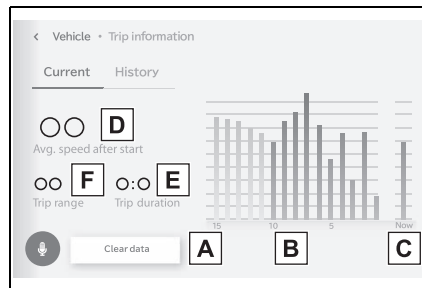 ‹ Vehicle • Trip information
Current History
OO D
Avg. speed after start
oo F o:o E
Trip range Trip duration
15 10 5 Now
Clear data A B C